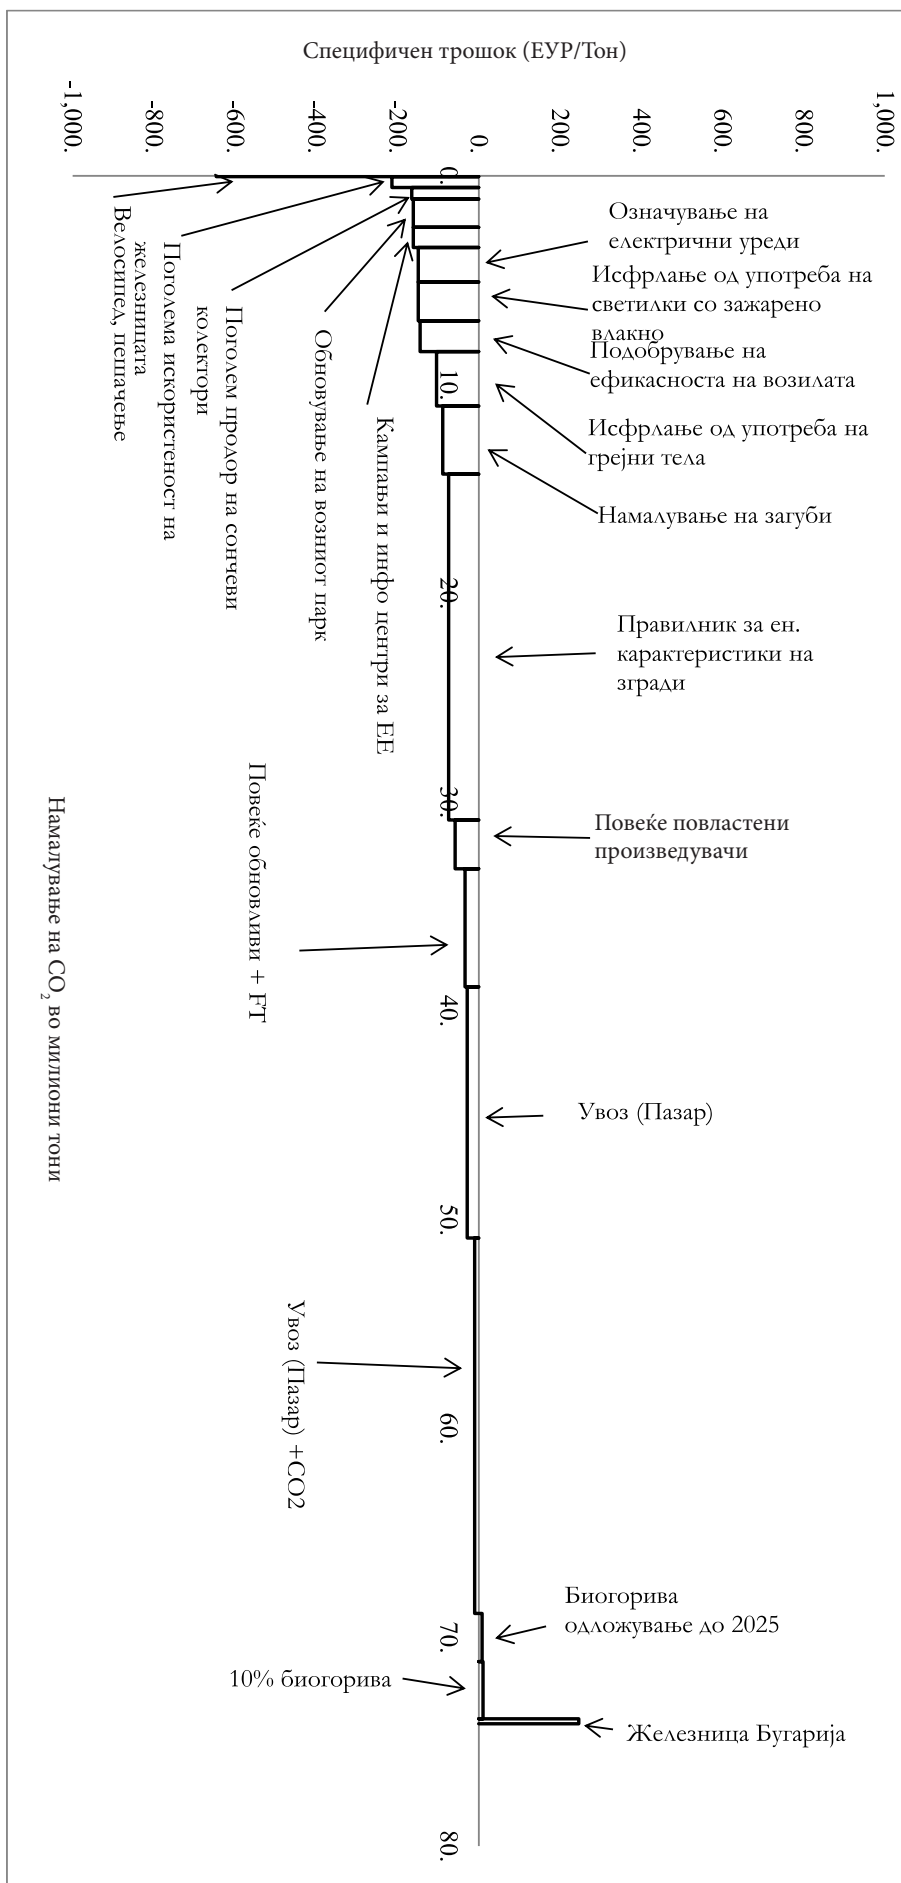 Специфичен трошок (ЕУР/Тон)
-1,000.
-800.
-600.
-400.
-200.
0.
200.
400.
600.
800.
1,000.
0.
10.
20.
30.
40.
50.
60.
70.
80.
Велосипед, пешачење
Поголема искористеност на
железницата
Поголем продор на сончеви
колектори
Обновување на возниот парк
Кампањи и инфо центри за ЕЕ
Означување на
електрични уреди
Исфрлање од употреба на
светилки со зажарено
влакно
Подобрување на
ефикасноста на возилата
Исфрлање од употреба на
грејни тела
Намалување на загуби
Правилник за ен.
карактеристики на
згради
Повеќе повластени
произведувачи
Повеќе обновливи + FT
Увоз (Пазар)
Увоз (Пазар) +CO2
Биогорива
одложување до 2025
10% биогорива
Железница Бугарија
Намалување на CO₂ во милиони тони